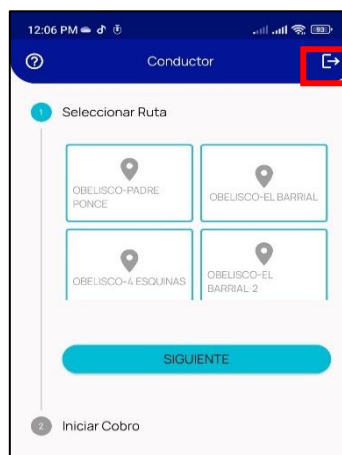 12:06 PM
93
Conductor
1 Seleccionar Ruta
OBELISCO-PADRE
PONCE
OBELISCO-EL BARRIAL
OBELISCO-4 ESQUINAS
OBELISCO-EL
BARRIAL-2
SIGUIENTE
2 Iniciar Cobro